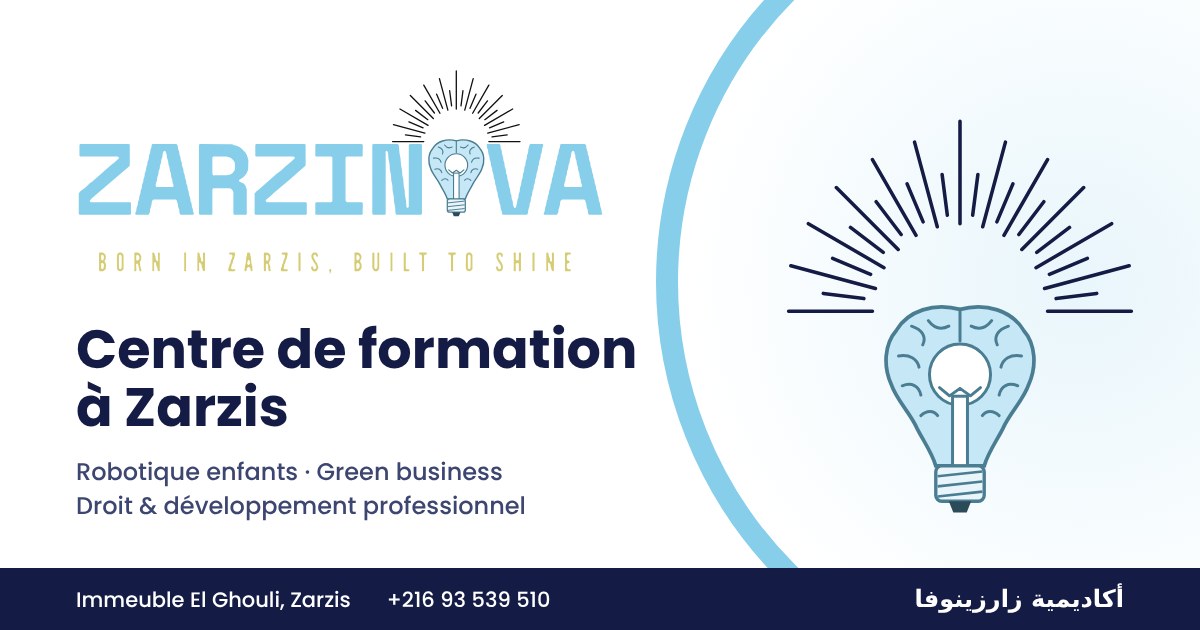 ZARZINOVA
BORN IN ZARZIS, BUILT TO SHINE
Centre de formation
à Zarzis
Robotique enfants · Green business
Droit & développement professionnel
Immeuble El Ghouli, Zarzis +216 93 539 510 أكاديمية زارزينوفا